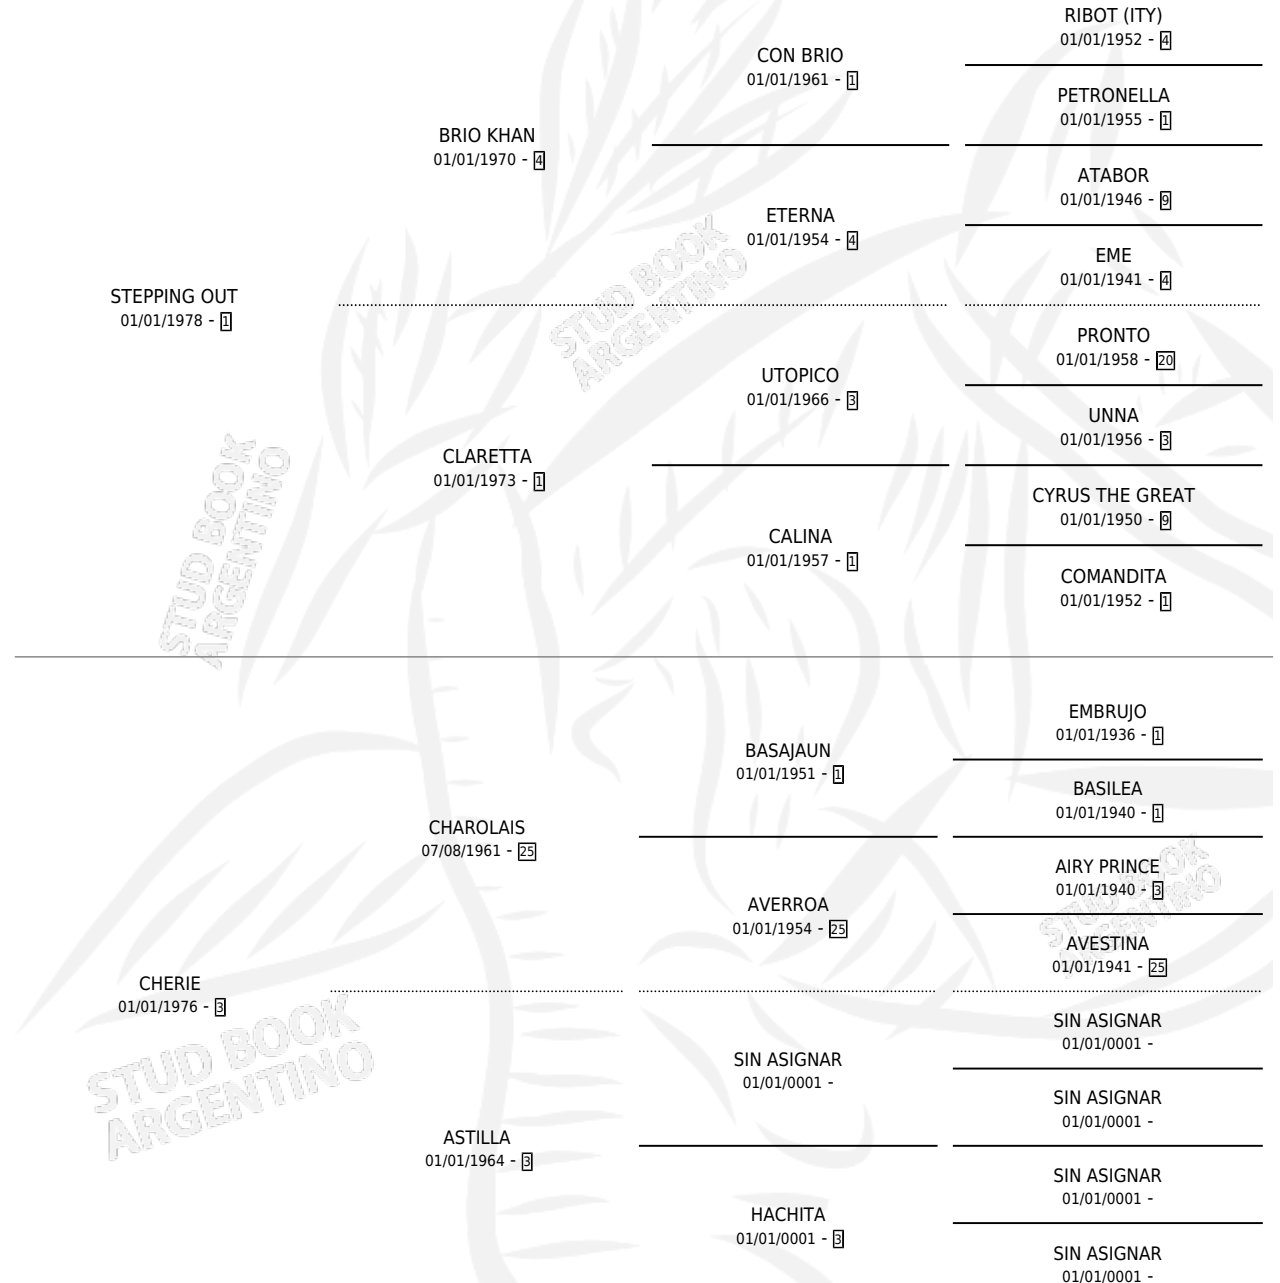 RIBOT (ITY)
01/01/1952 - 4
CON BRIO
01/01/1961 - 1
PETRONELLA
01/01/1955 - 1
BRIO KHAN
01/01/1970 - 4
ATABOR
01/01/1946 - 9
ETERNA
01/01/1954 - 4
EME
01/01/1941 - 4
STEPPING OUT
01/01/1978 - 1
PRONTO
01/01/1958 - 20
UTOPICO
01/01/1966 - 3
UNNA
01/01/1956 - 3
CLARETTA
01/01/1973 - 1
CYRUS THE GREAT
01/01/1950 - 9
CALINA
01/01/1957 - 1
COMANDITA
01/01/1952 - 1
EMBRUJO
01/01/1936 - 1
BASAJAUN
01/01/1951 - 1
BASILEA
01/01/1940 - 1
CHAROLAIS
07/08/1961 - 25
AIRY PRINCE
01/01/1940 - 3
AVERROA
01/01/1954 - 25
AVESTINA
01/01/1941 - 25
CHERIE
01/01/1976 - 3
SIN ASIGNAR
01/01/0001 -
SIN ASIGNAR
01/01/0001 -
SIN ASIGNAR
01/01/0001 -
ASTILLA
01/01/1964 - 3
SIN ASIGNAR
01/01/0001 -
HACHITA
01/01/0001 - 3
SIN ASIGNAR
01/01/0001 -
STUD BOOK
ARGENTINO
STUD BOOK
ARGENTINO
STUD BOOK
ARGENTINO
STUD BOOK
ARGENTINO